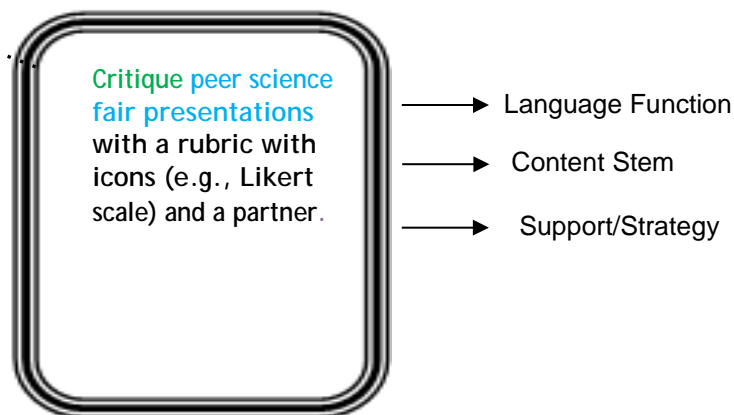 Critique peer science
fair presentations
with a rubric with
icons (e.g., Likert
scale) and a partner.
Language Function
Content Stem
Support/Strategy